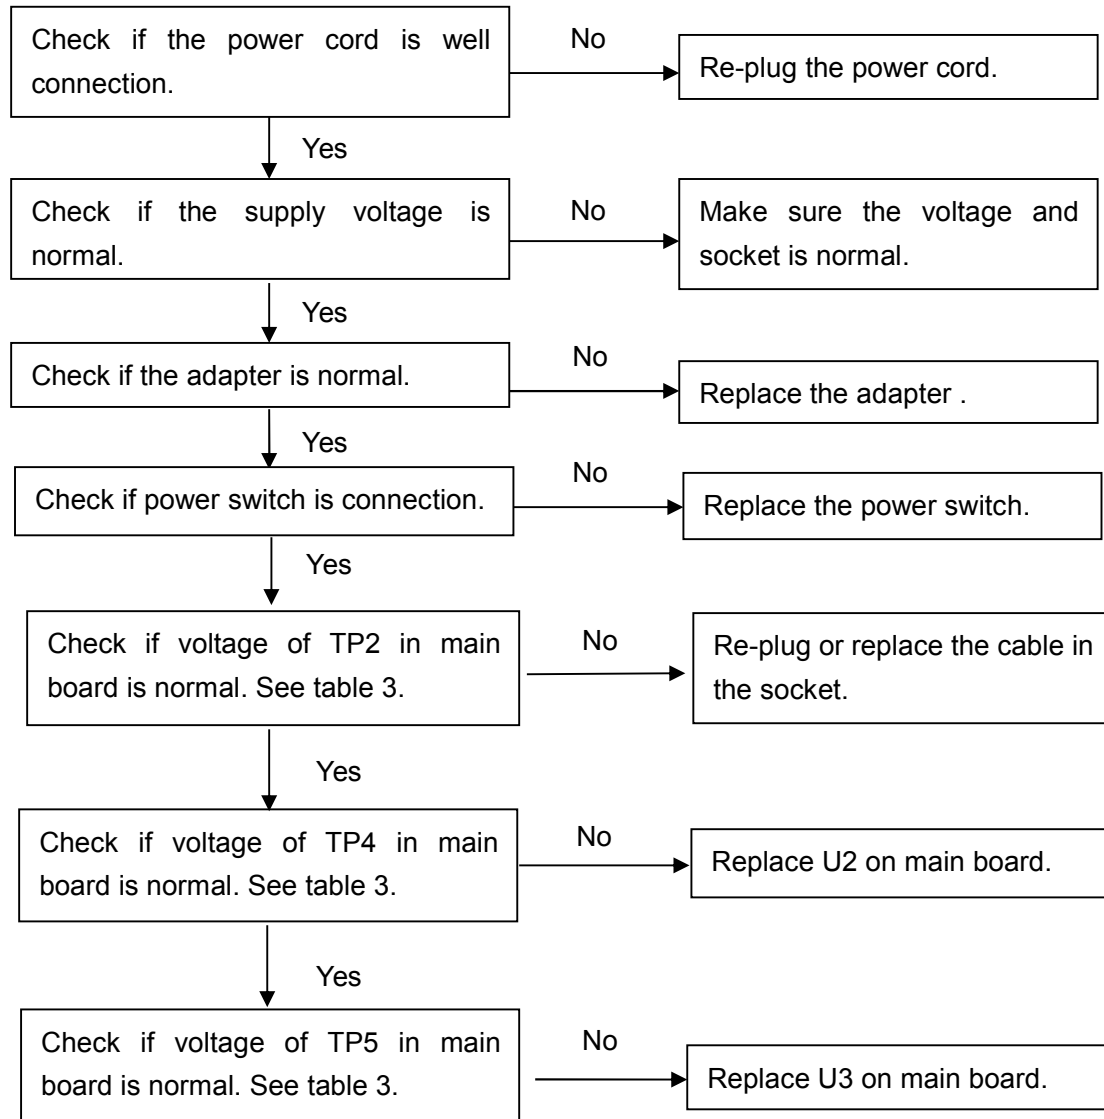 Check if the power cord is well
connection.
No
Re-plug the power cord.
Yes
Check if the supply voltage is
normal.
No
Make sure the voltage and
socket is normal.
Yes
Check if the adapter is normal.
No
Replace the adapter .
Yes
Check if power switch is connection.
No
Replace the power switch.
Yes
Check if voltage of TP2 in main
board is normal. See table 3.
No
Re-plug or replace the cable in
the socket.
Yes
Check if voltage of TP4 in main
board is normal. See table 3.
No
Replace U2 on main board.
Yes
Check if voltage of TP5 in main
board is normal. See table 3.
No
Replace U3 on main board.